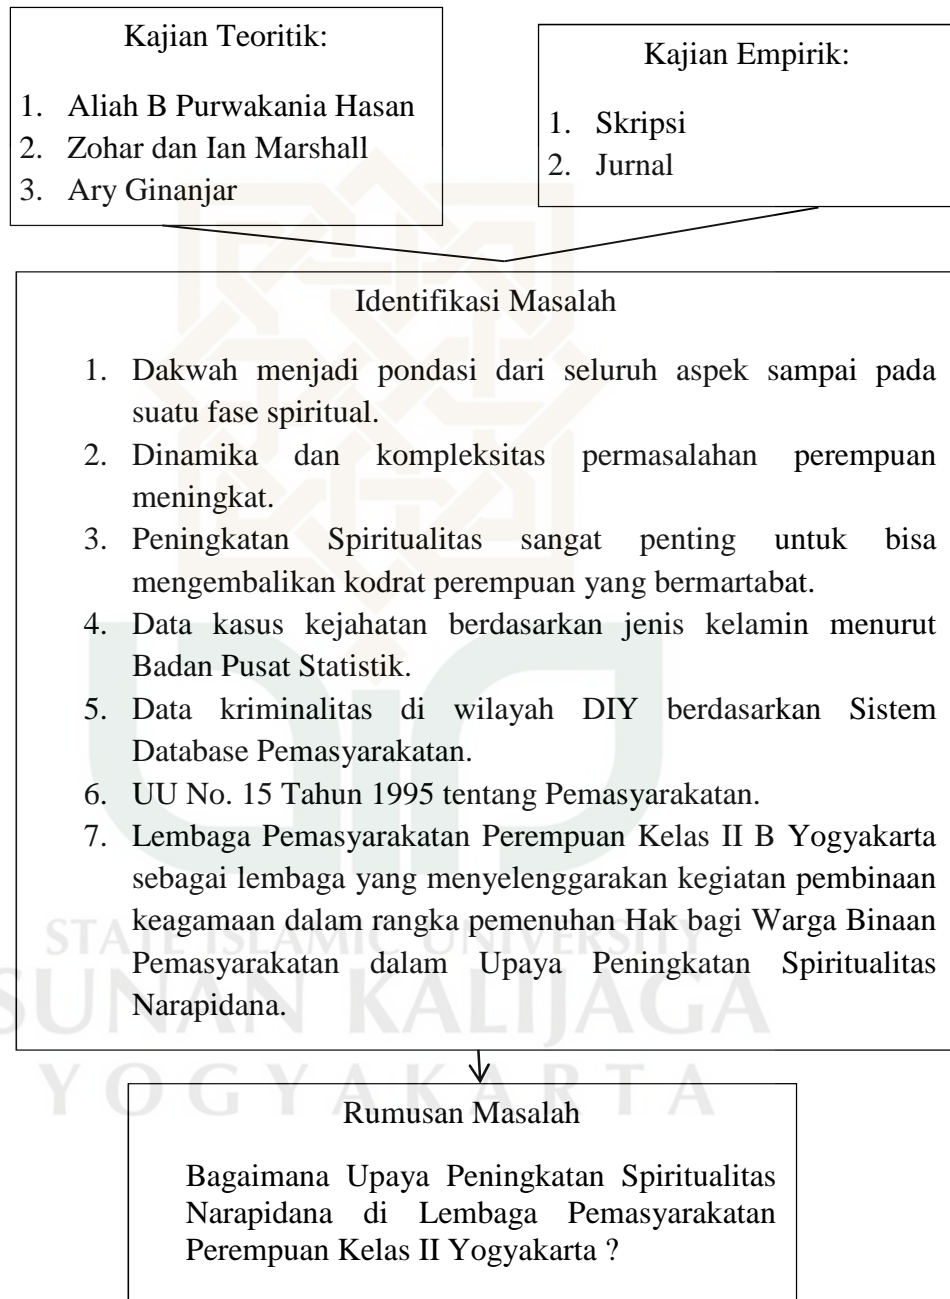 Kajian Teoritik:
1. Aliah B Purwakania Hasan
2. Zohar dan Ian Marshall
3. Ary Ginanjar
Kajian Empirik:
1. Skripsi
2. Jurnal
Identifikasi Masalah
1. Dakwah menjadi pondasi dari seluruh aspek sampai pada
suatu fase spiritual.
2. Dinamika dan kompleksitas permasalahan perempuan
meningkat.
3. Peningkatan Spiritualitas sangat penting untuk bisa
mengembalikan kodrat perempuan yang bermartabat.
4. Data kasus kejahatan berdasarkan jenis kelamin menurut
Badan Pusat Statistik.
5. Data kriminalitas di wilayah DIY berdasarkan Sistem
Database Pemasyarakatan.
6. UU No. 15 Tahun 1995 tentang Pemasyarakatan.
7. Lembaga Pemasyarakatan Perempuan Kelas II B Yogyakarta
sebagai lembaga yang menyelenggarakan kegiatan pembinaan
keagamaan dalam rangka pemenuhan Hak bagi Warga Binaan
Pemasyarakatan dalam Upaya Peningkatan Spiritualitas
Narapidana.
STATE ISLAMIC UNIVERSITY
SUNAN KALIJAGA
YOGYAKARTA
Rumusan Masalah
Bagaimana Upaya Peningkatan Spiritualitas
Narapidana di Lembaga Pemasyarakatan
Perempuan Kelas II Yogyakarta ?